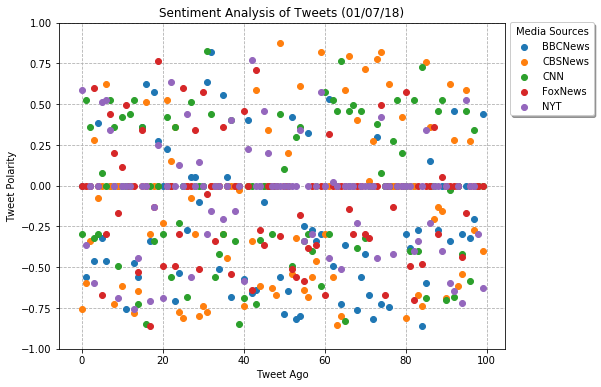 Sentiment Analysis of Tweets (01/07/18)
Media Sources
BBCNews
CBSNews
CNN
FoxNews
NYT
Tweet Polarity
1.00
0.75
0.50
0.25
0.00
−0.25
−0.50
−0.75
−1.00
0 20 40 60 80 100
Tweet Ago